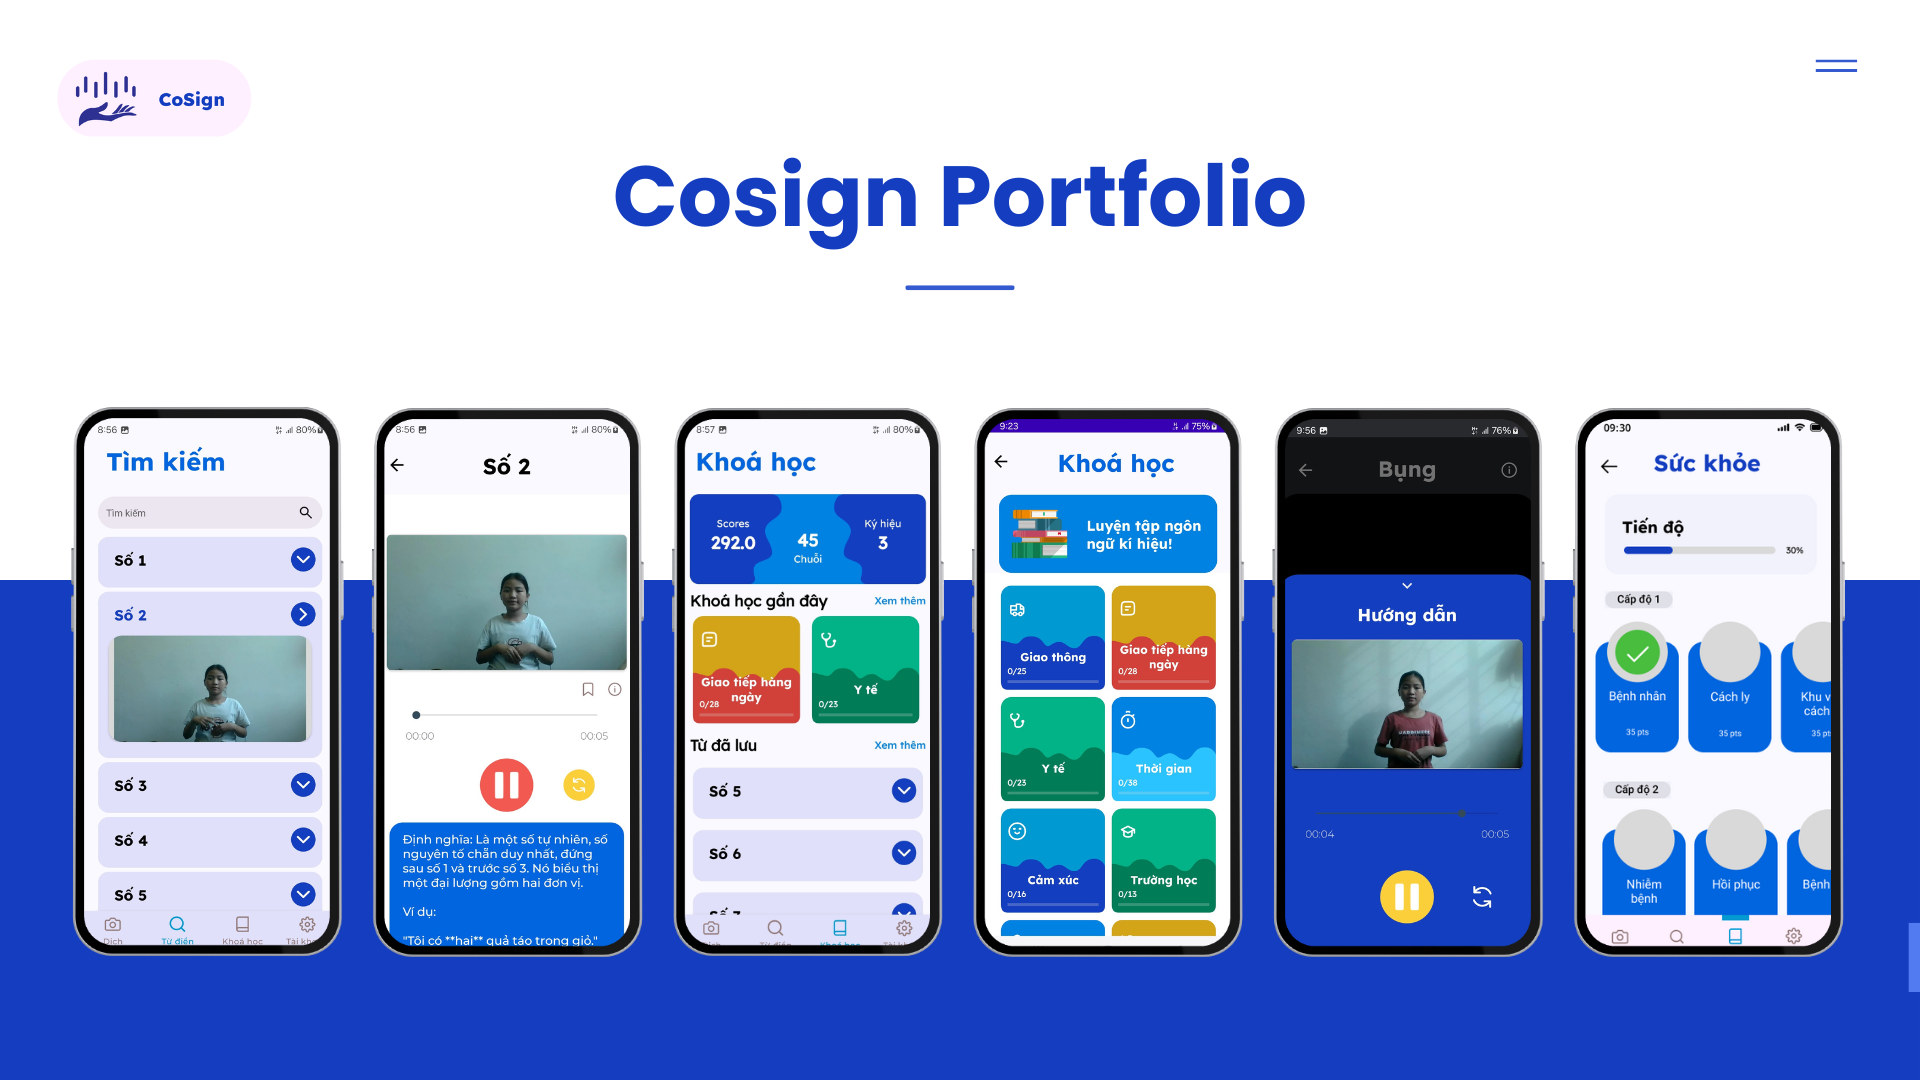 CoSign
Cosign Portfolio
8:56
80%
Tìm kiếm
Tìm kiếm
Số 1
Số 2
Số 3
Số 4
Số 5
Dịch
Từ điển
Khoá học
Tài kho
8:56
80%
Số 2
00:00
00:05
Định nghĩa: Là một số tự nhiên, số
nguyên tố chẵn duy nhất, đứng
sau số 1 và trước số 3. Nó biểu thị
một đại lượng gồm hai đơn vị.
Ví dụ:
"Tôi có **hai** quả táo trong giỏ."
8:57
80%
Khoá học
Scores
292.0
45
Chuỗi
Ký hiệu
3
Khoá học gần đây
Xem thêm
Giao tiếp hàng
ngày
0/28
Y tế
0/23
Từ đã lưu
Xem thêm
Số 5
Số 6
9:23
75%
Khoá học
Luyện tập ngôn
ngữ kí hiệu!
Giao thông
0/25
Giao tiếp hàng
ngày
0/28
Y tế
0/23
Thời gian
0/38
Cảm xúc
0/16
Trường học
0/13
9:56
76%
Bụng
Hướng dẫn
00:04
00:05
09:30
Sức khỏe
Tiến độ
30%
Cấp độ 1
Bệnh nhân
35 pts
Cách ly
35 pts
Khu v
cách
35 pt
Cấp độ 2
Nhiễm
bệnh
Hồi phục
Bệnh